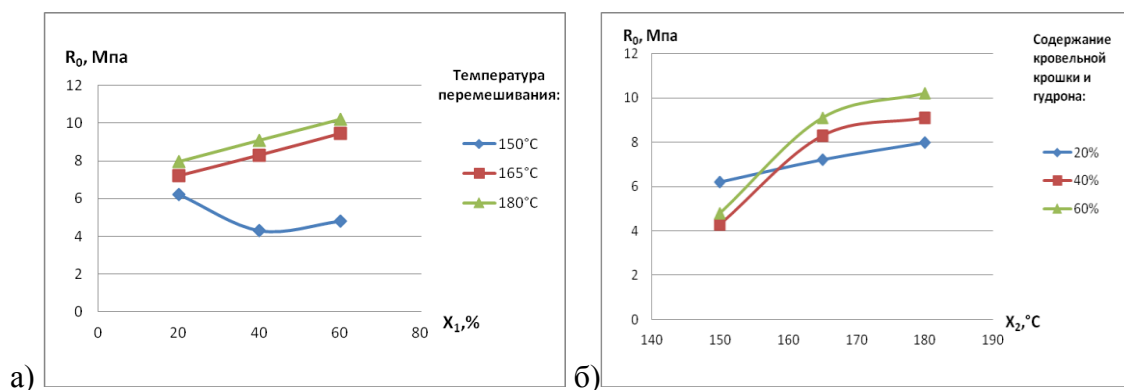 R₀, Мпа
12
10
8
6
4
2
0
0
20
40
60
80
X₁,%
Температура
перемешивания:
150°С
165°С
180°С
а)
R₀, Мпа
12
10
8
6
4
2
0
140
150
160
170
180
190
X₂,°С
Содержание
кровельной
крошки и
гудрона:
20%
40%
60%
б)